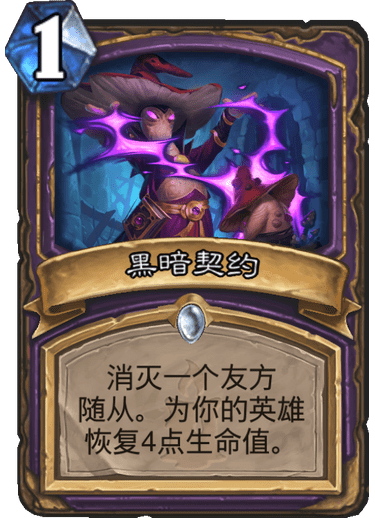 1
黑暗契约
消灭一个友方
随从。为你的英雄
恢复4点生命值。